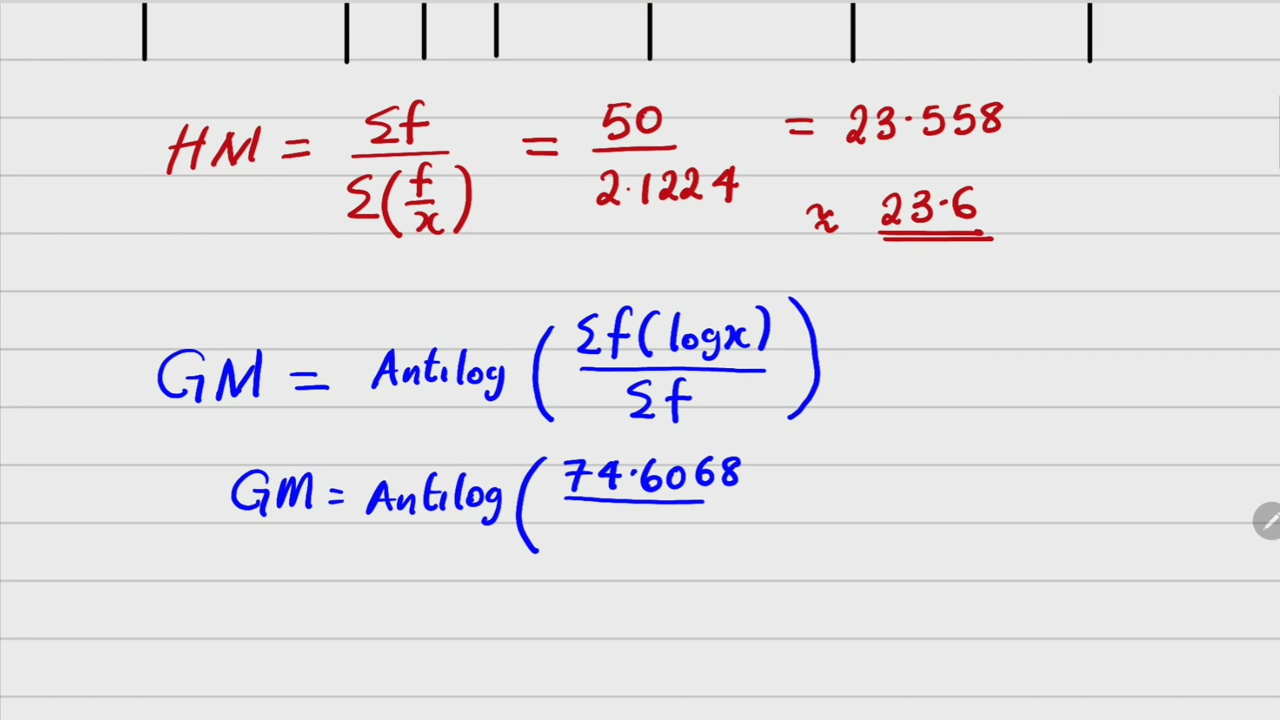 HM = Σf / Σ(f/x) = 50 / 2.1224 = 23.558
≈ 23.6
GM = Antilog ( Σf(logx) / Σf )
GM = Antilog ( 74.6068